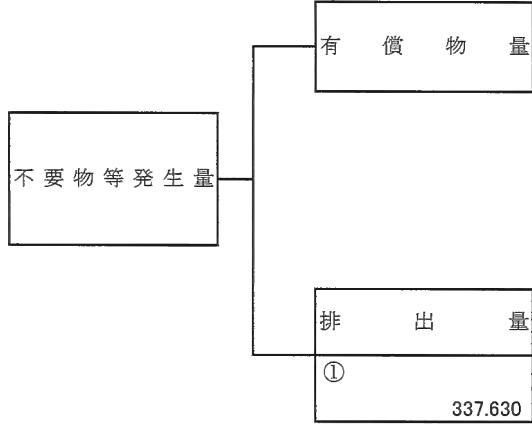 有償物量
不要物等発生量
排出量
①
337.630